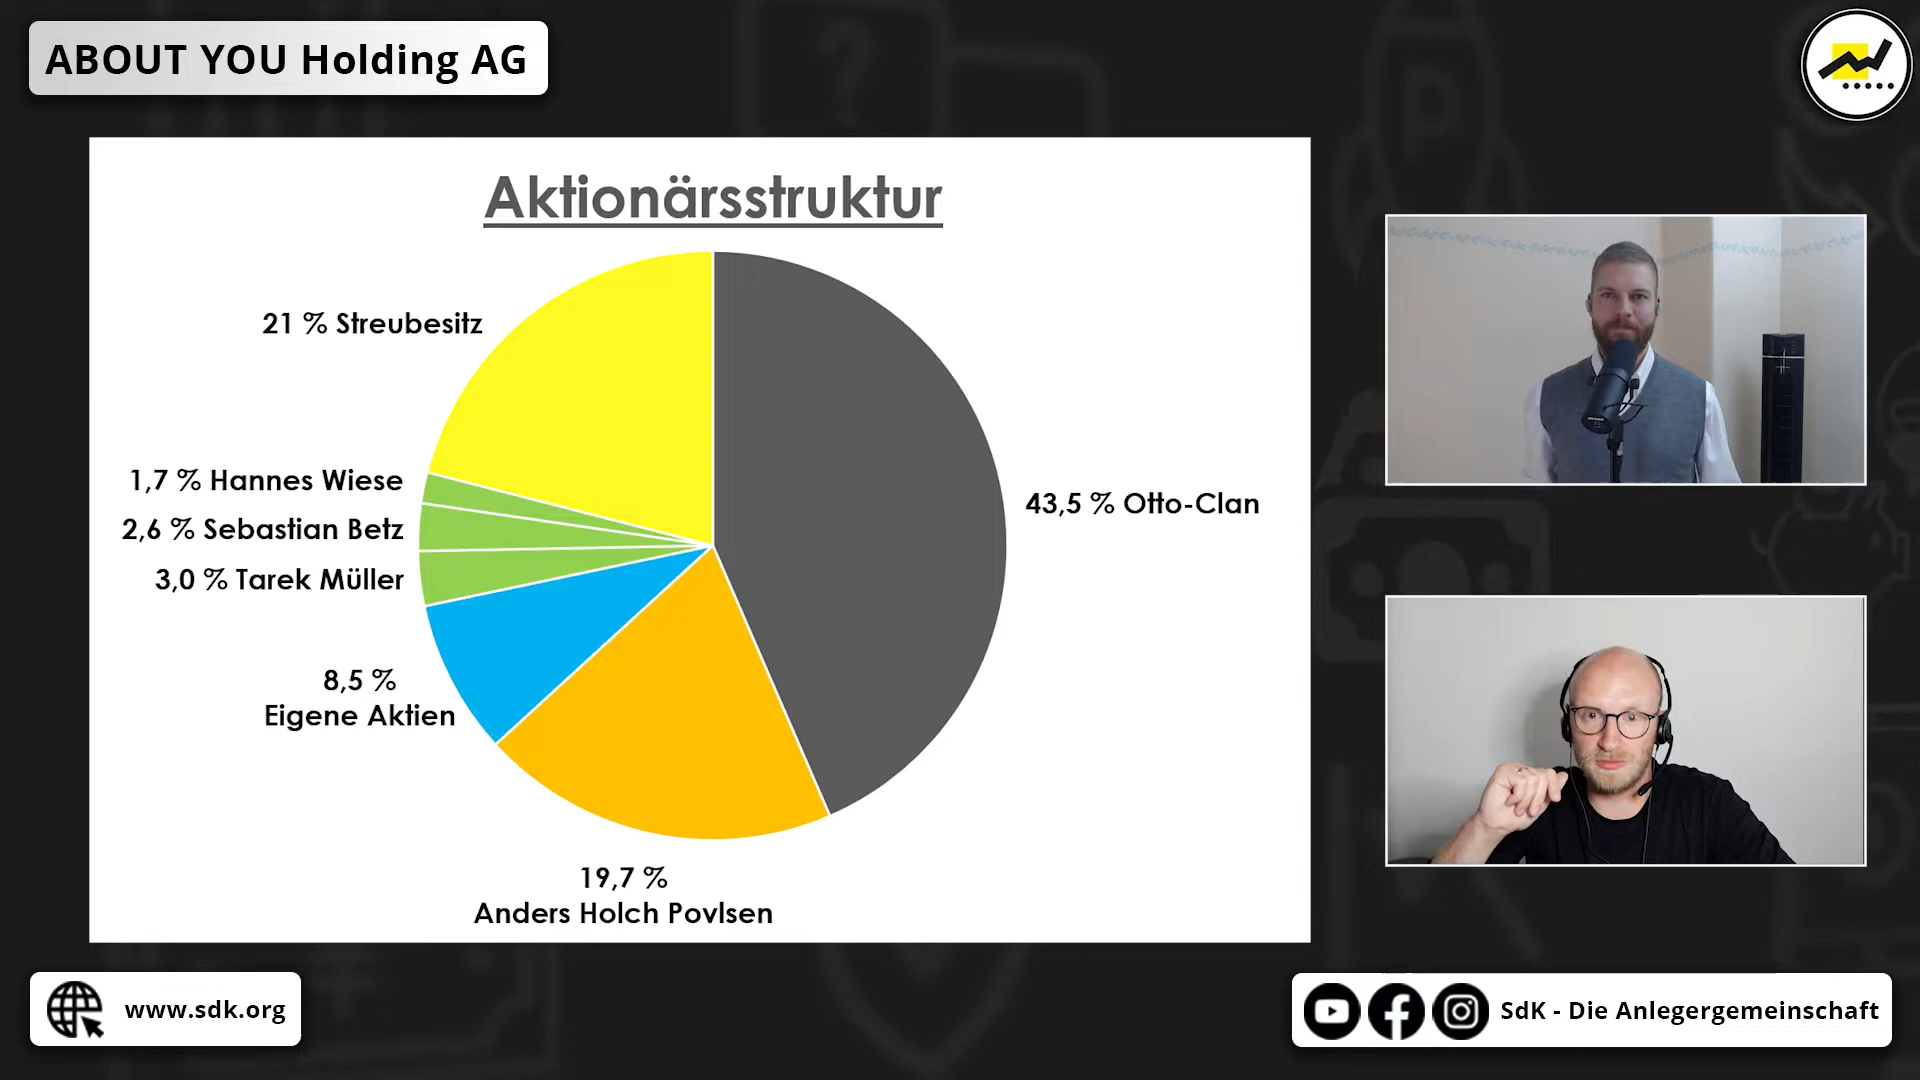 ABOUT YOU Holding AG
Aktionärsstruktur
21 % Streubesitz
1,7 % Hannes Wiese
2,6 % Sebastian Betz
3,0 % Tarek Müller
43,5 % Otto-Clan
8,5 %
Eigene Aktien
19,7 %
Anders Holch Povlsen
www.sdk.org
SdK - Die Anlegergemeinschaft